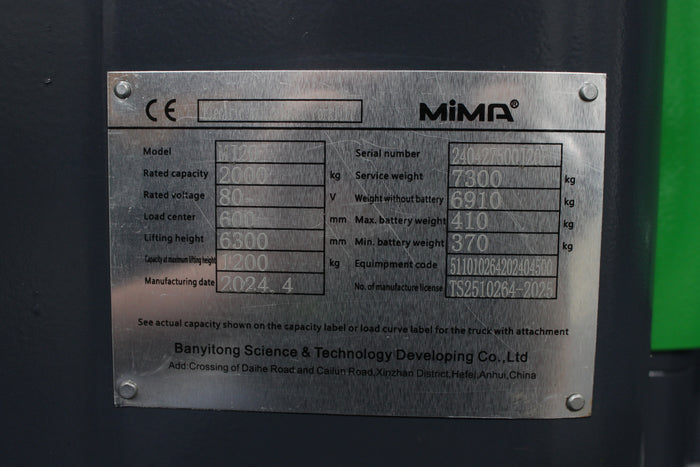 CE MiMA®
Model Serial number
Rated capacity 2000 kg Service weight 7300 kg
Rated voltage 80 V Weight without battery 6910 kg
Load center 600 mm Max. battery weight 410 kg
Lifting height 6300 mm Min. battery weight 370 kg
Capacity at maximum lifting height 1200 kg Equimpment code
Manufacturing date 2024.4 No. of manufacture license TS2510264-2025
See actual capacity shown on the capacity label or load curve label for the truck with attachment
Banyitong Science & Technology Developing Co.,Ltd
Add:Crossing of Daihe Road and Cailun Road,Xinzhan District,Hefei,Anhui,China